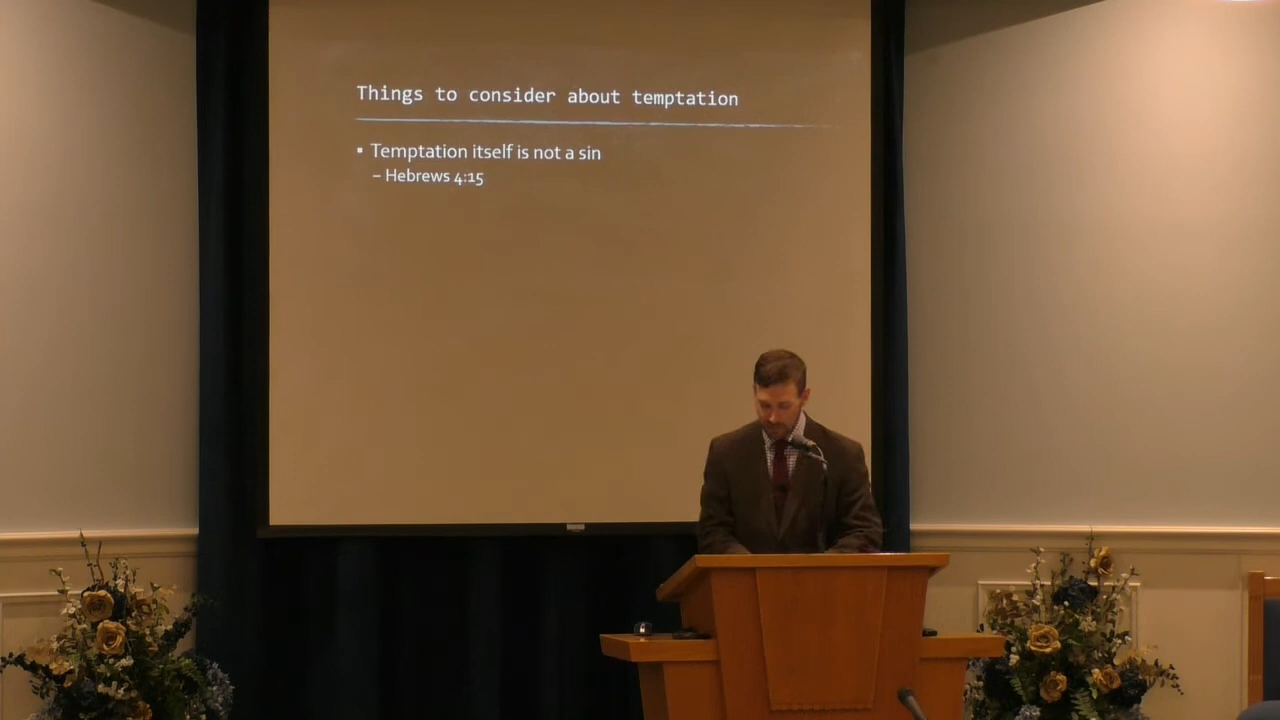 Things to consider about temptation
▪ Temptation itself is not a sin
– Hebrews 4:15